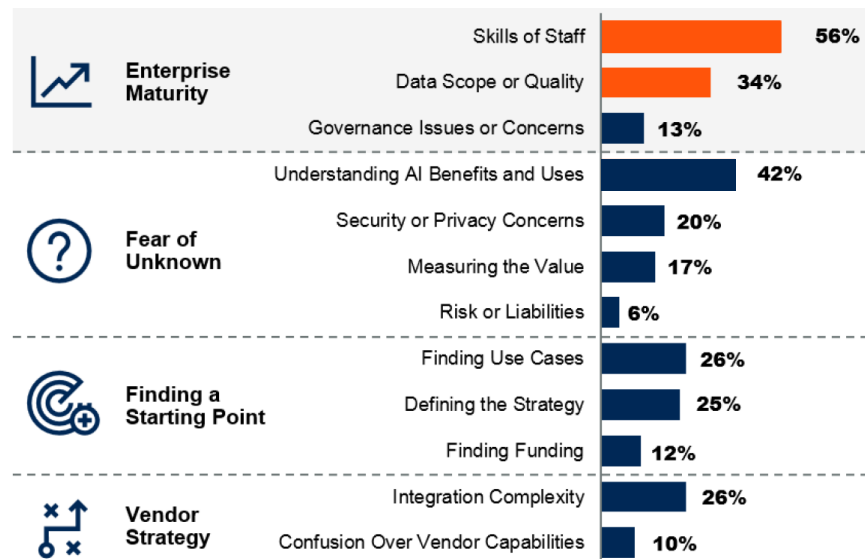 Enterprise
Maturity
Skills of Staff 56%
Data Scope or Quality 34%
Governance Issues or Concerns 13%
Fear of
Unknown
Understanding AI Benefits and Uses 42%
Security or Privacy Concerns 20%
Measuring the Value 17%
Risk or Liabilities 6%
Finding a
Starting Point
Finding Use Cases 26%
Defining the Strategy 25%
Finding Funding 12%
Vendor
Strategy
Integration Complexity 26%
Confusion Over Vendor Capabilities 10%